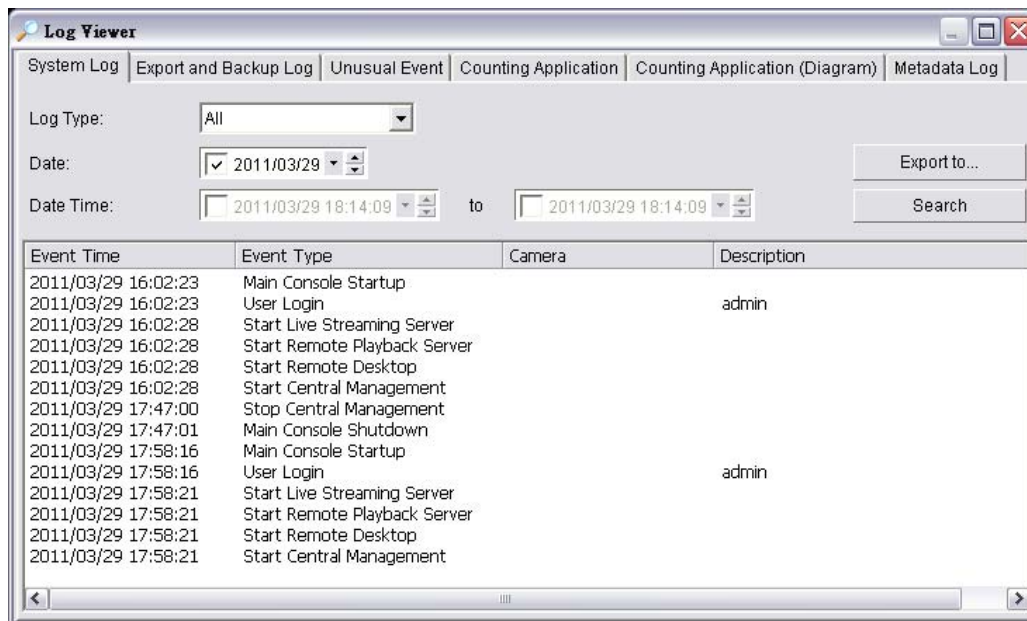 Log Viewer
System Log Export and Backup Log Unusual Event Counting Application Counting Application (Diagram) Metadata Log
Log Type: All
Date: 2011/03/29 Export to...
Date Time: 2011/03/29 18:14:09 to 2011/03/29 18:14:09 Search
Event Time Event Type Camera Description
2011/03/29 16:02:23 Main Console Startup
2011/03/29 16:02:23 User Login admin
2011/03/29 16:02:28 Start Live Streaming Server
2011/03/29 16:02:28 Start Remote Playback Server
2011/03/29 16:02:28 Start Remote Desktop
2011/03/29 16:02:28 Start Central Management
2011/03/29 17:47:00 Stop Central Management
2011/03/29 17:47:01 Main Console Shutdown
2011/03/29 17:58:16 Main Console Startup
2011/03/29 17:58:16 User Login admin
2011/03/29 17:58:21 Start Live Streaming Server
2011/03/29 17:58:21 Start Remote Playback Server
2011/03/29 17:58:21 Start Remote Desktop
2011/03/29 17:58:21 Start Central Management